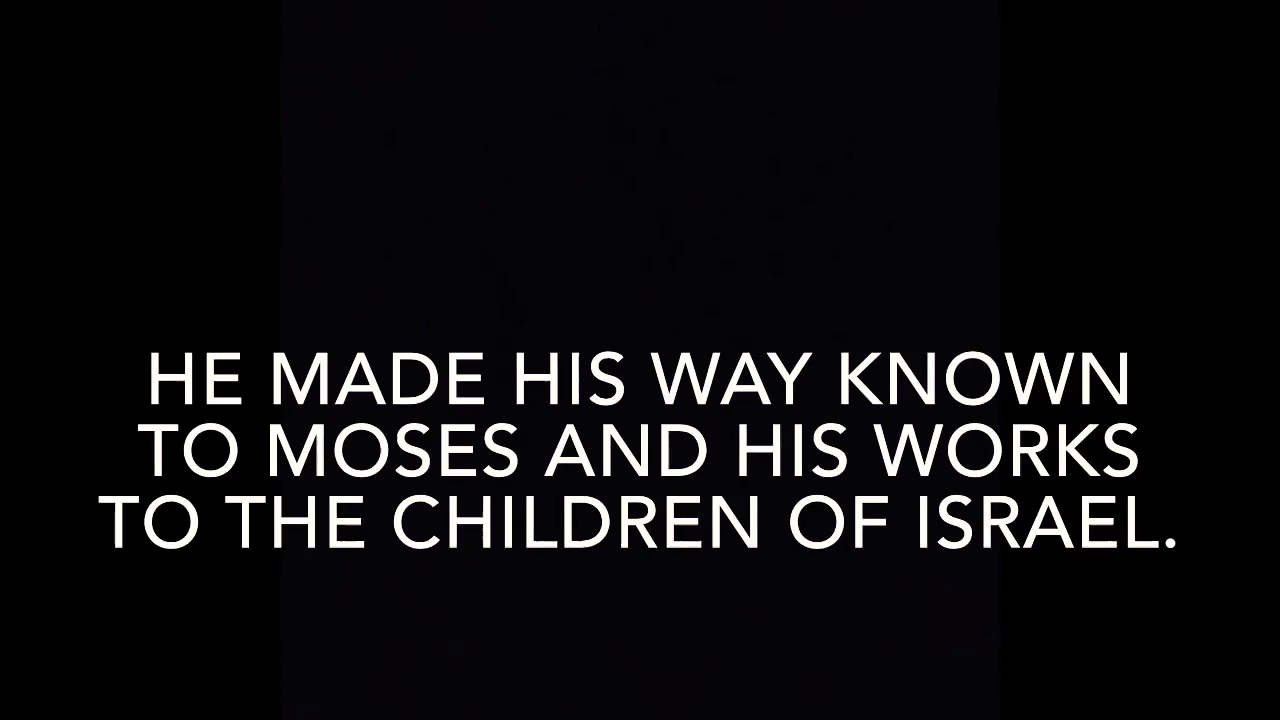 HE MADE HIS WAY KNOWN
TO MOSES AND HIS WORKS
TO THE CHILDREN OF ISRAEL.